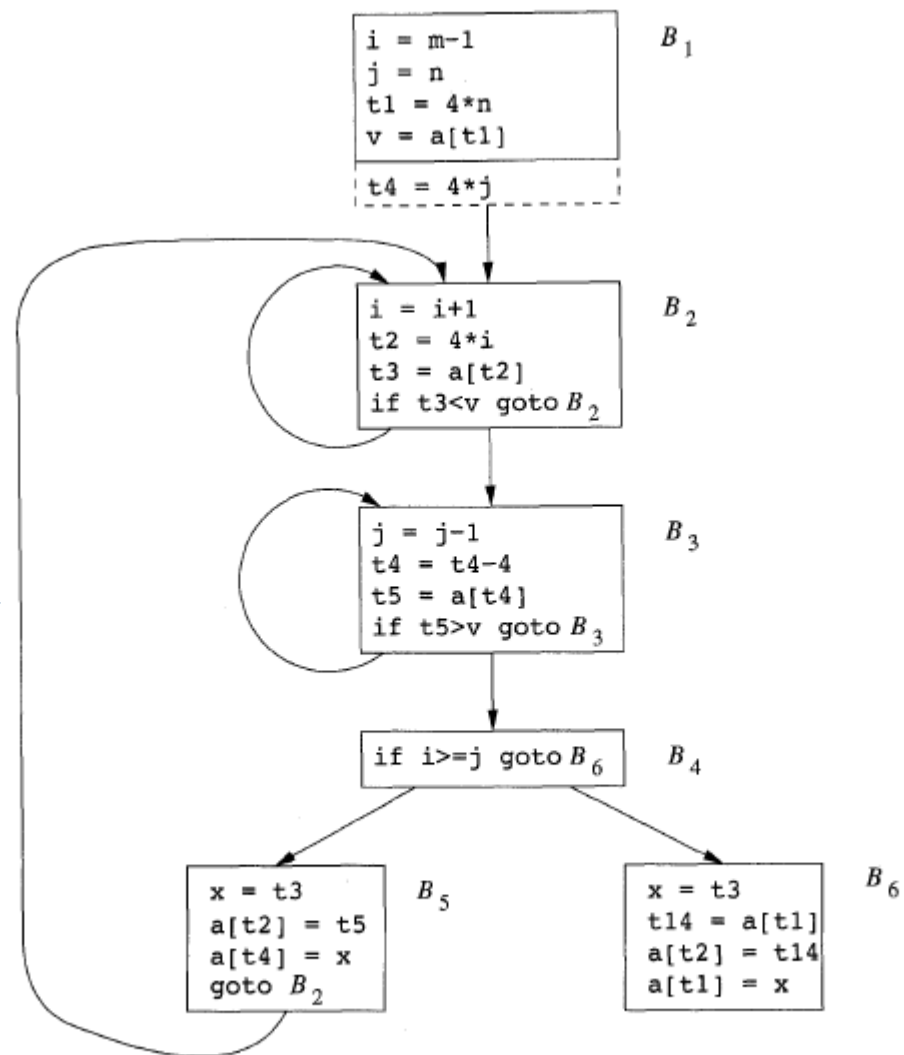 i = m-1
j = n
t1 = 4*n
v = a[t1]
t4 = 4*j
B1
i = i+1
t2 = 4*i
t3 = a[t2]
if t3<v goto B2
B2
j = j-1
t4 = t4-4
t5 = a[t4]
if t5>v goto B3
B3
if i>=j goto B6
B4
x = t3
a[t2] = t5
a[t4] = x
goto B2
B5
x = t3
t14 = a[t1]
a[t2] = t14
a[t1] = x
B6